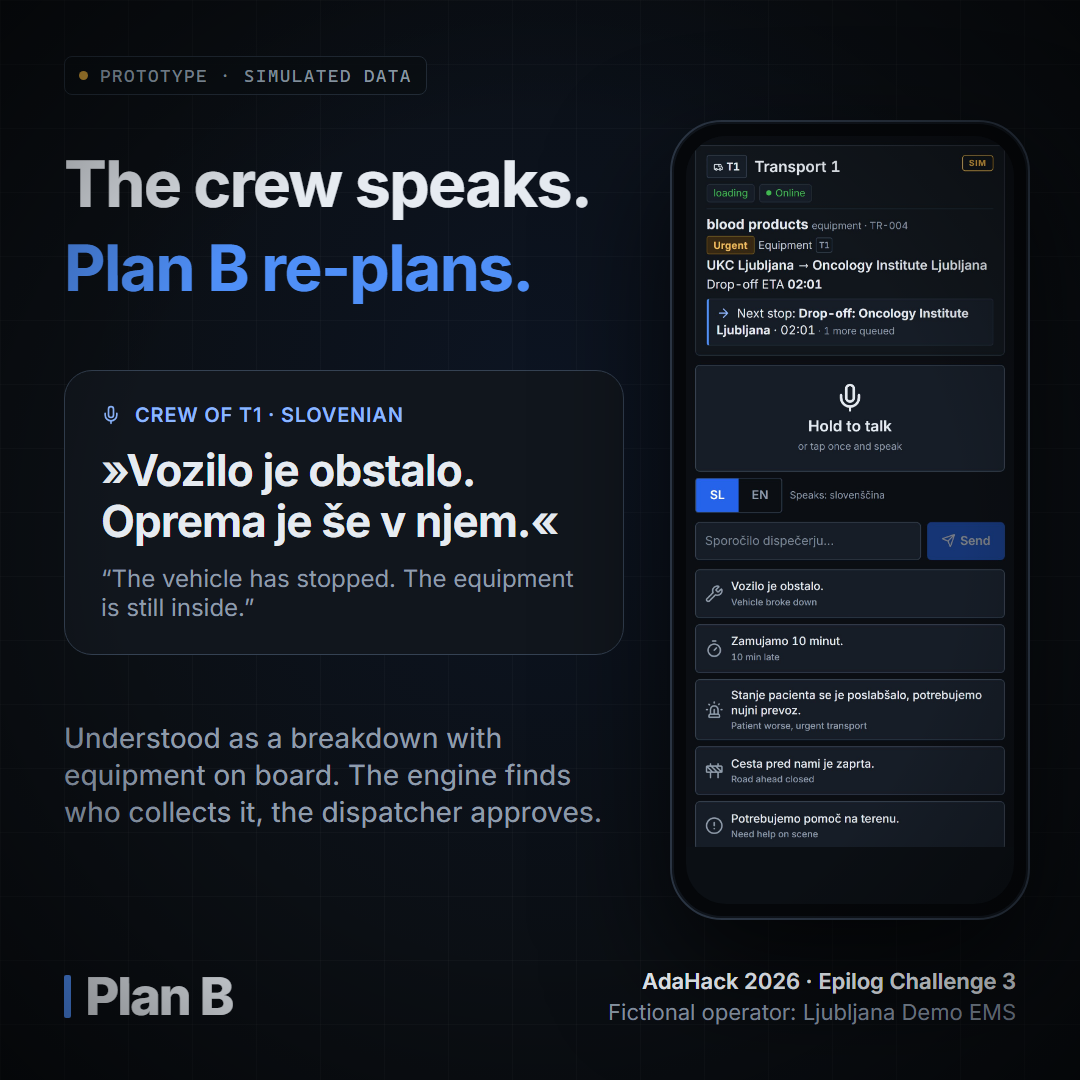 PROTOTYPE · SIMULATED DATA
The crew speaks.
Plan B re-plans.
CREW OF T1 · SLOVENIAN
»Vozilo je obstalo.
Oprema je še v njem.«
“The vehicle has stopped. The equipment
is still inside.”
Understood as a breakdown with
equipment on board. The engine finds
who collects it, the dispatcher approves.
T1 Transport 1 SIM
loading Online
blood products equipment · TR-004
Urgent Equipment T1
UKC Ljubljana → Oncology Institute Ljubljana
Drop-off ETA 02:01
→ Next stop: Drop-off: Oncology Institute
Ljubljana · 02:01 · 1 more queued
Hold to talk
or tap once and speak
SL EN Speaks: slovenščina
Sporočilo dispečerju... Send
Vozilo je obstalo.
Vehicle broke down
Zamujamo 10 minut.
10 min late
Stanje pacienta se je poslabšalo, potrebujemo
nujni prevoz.
Patient worse, urgent transport
Cesta pred nami je zaprta.
Road ahead closed
Potrebujemo pomoč na terenu.
Need help on scene
Plan B
AdaHack 2026 · Epilog Challenge 3
Fictional operator: Ljubljana Demo EMS